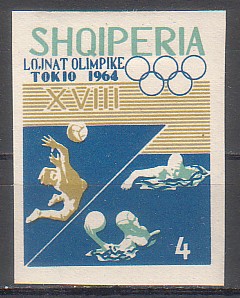 SHQIPERIA
LOJNAT OLIMPIKE
TOKIO 1964
XVIII
4